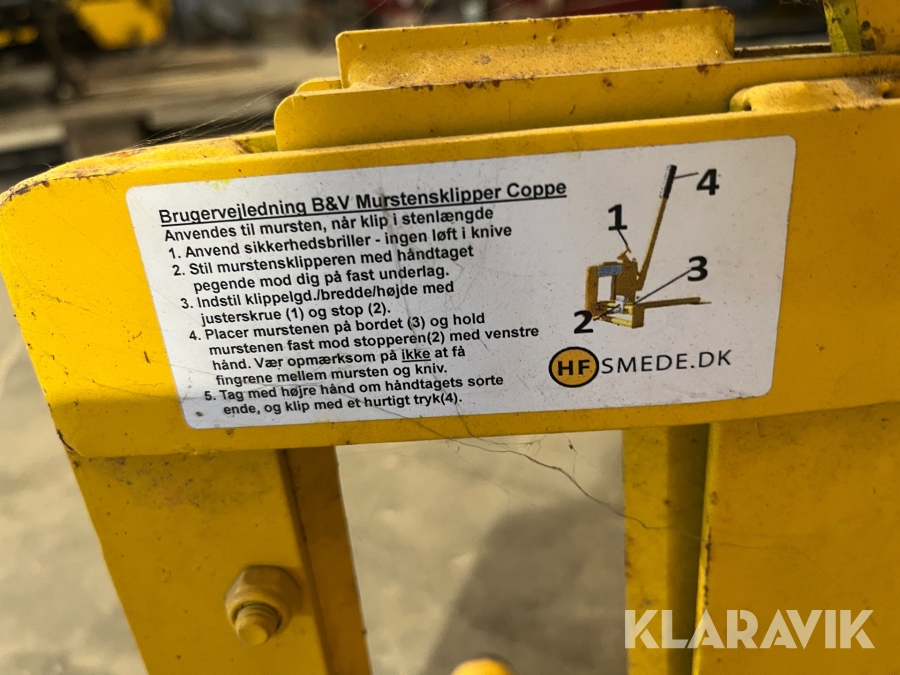 Brugervejledning B&V Murstensklipper Coppe
Anvendes til mursten, når klip i stenlængde
1. Anvend sikkerhedsbriller - ingen løft i knive
2. Stil murstensklipperen med håndtaget
pegende mod dig på fast underlag.
3. Indstil klippelgd./bredde/højde med
justerskrue (1) og stop (2).
4. Placer murstenen på bordet (3) og hold
murstenen fast mod stopperen(2) med venstre
hånd. Vær opmærksom på ikke at få
fingrene mellem mursten og kniv.
5. Tag med højre hånd om håndtagets sorte
ende, og klip med et hurtigt tryk(4).
4
1
3
2
HF SMEDE.DK
KLARAVIK